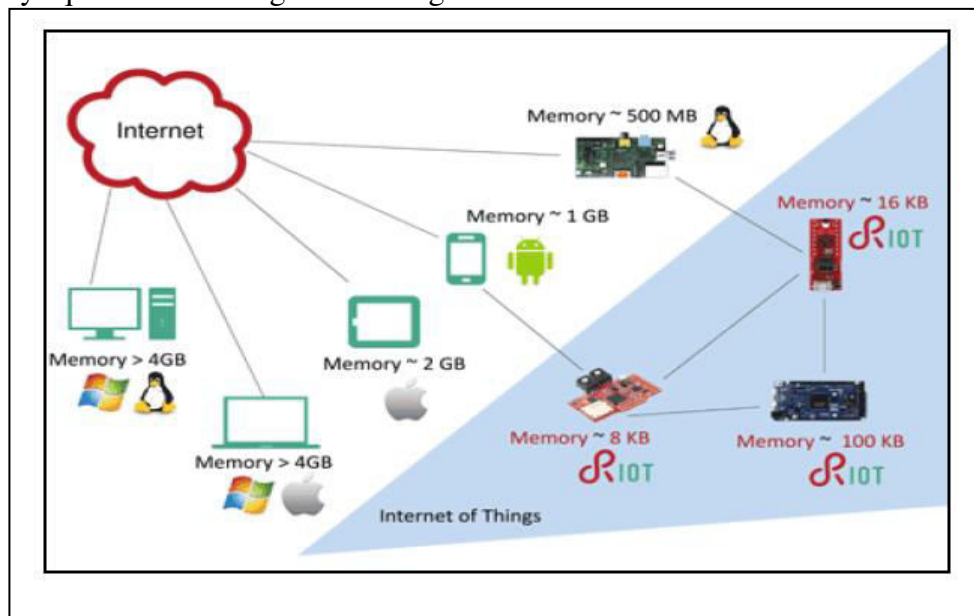 Internet
Memory ~ 500 MB
Memory ~ 16 KB
RIOT
Memory ~ 1 GB
Memory > 4GB
Memory ~ 2 GB
Memory ~ 8 KB
RIOT
Memory ~ 100 KB
RIOT
Memory > 4GB
Internet of Things